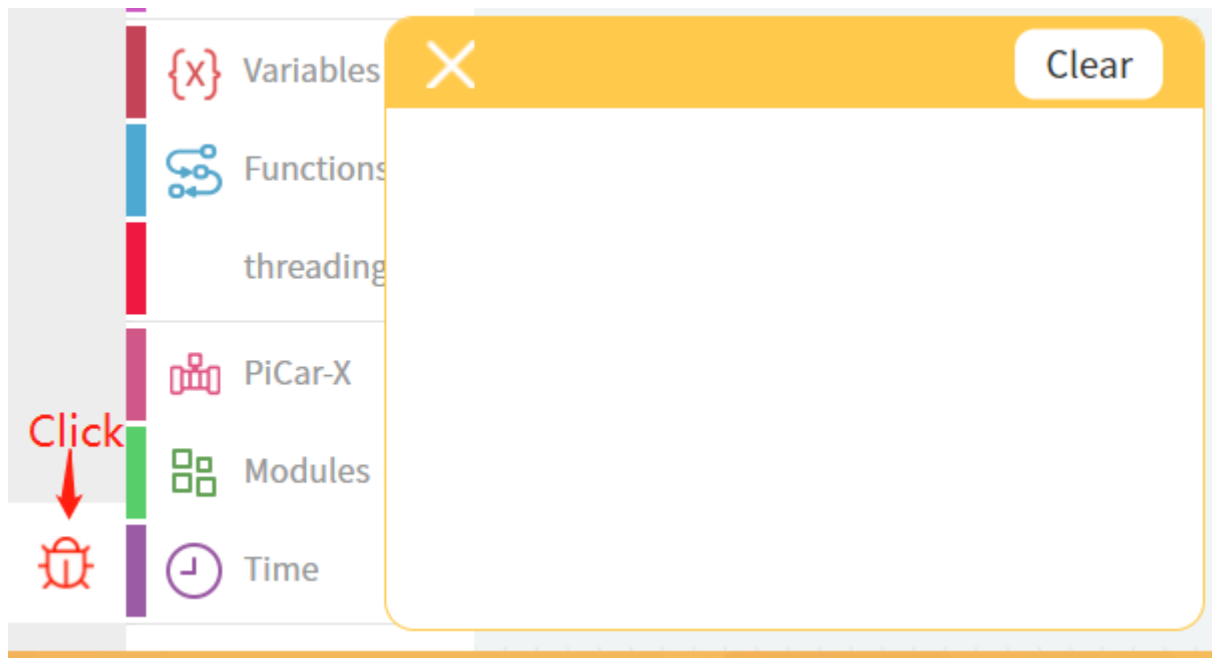 Variables
Clear
Functions
threading
PiCar-X
Click
Modules
Time